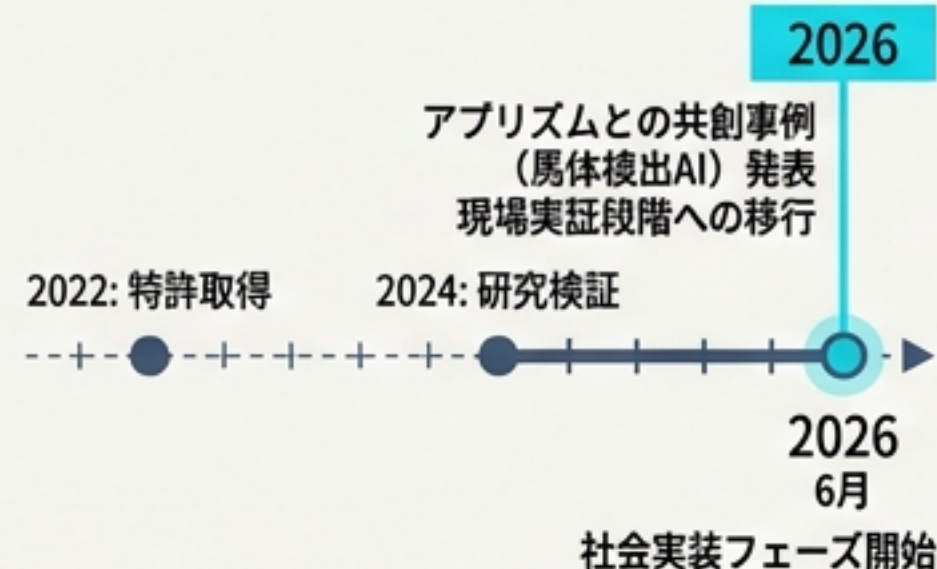 2026
アプリズムとの共創事例
（馬体検出AI）発表
現場実証段階への移行
2022: 特許取得
2024: 研究検証
2026
6月
社会実装フェーズ開始